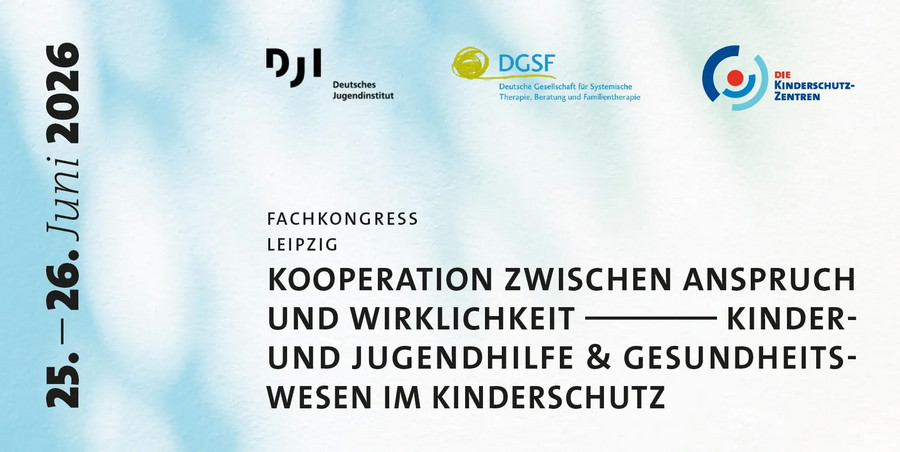 25. – 26. Juni 2026
DJI
Deutsches
Jugendinstitut
DGSF
Deutsche Gesellschaft für Systemische
Therapie, Beratung und Familientherapie
DIE
KINDERSCHUTZ-
ZENTREN
FACHKONGRESS
LEIPZIG
KOOPERATION ZWISCHEN ANSPRUCH
UND WIRKLICHKEIT — KINDER-
UND JUGENDHILFE & GESUNDHEITS-
WESEN IM KINDERSCHUTZ